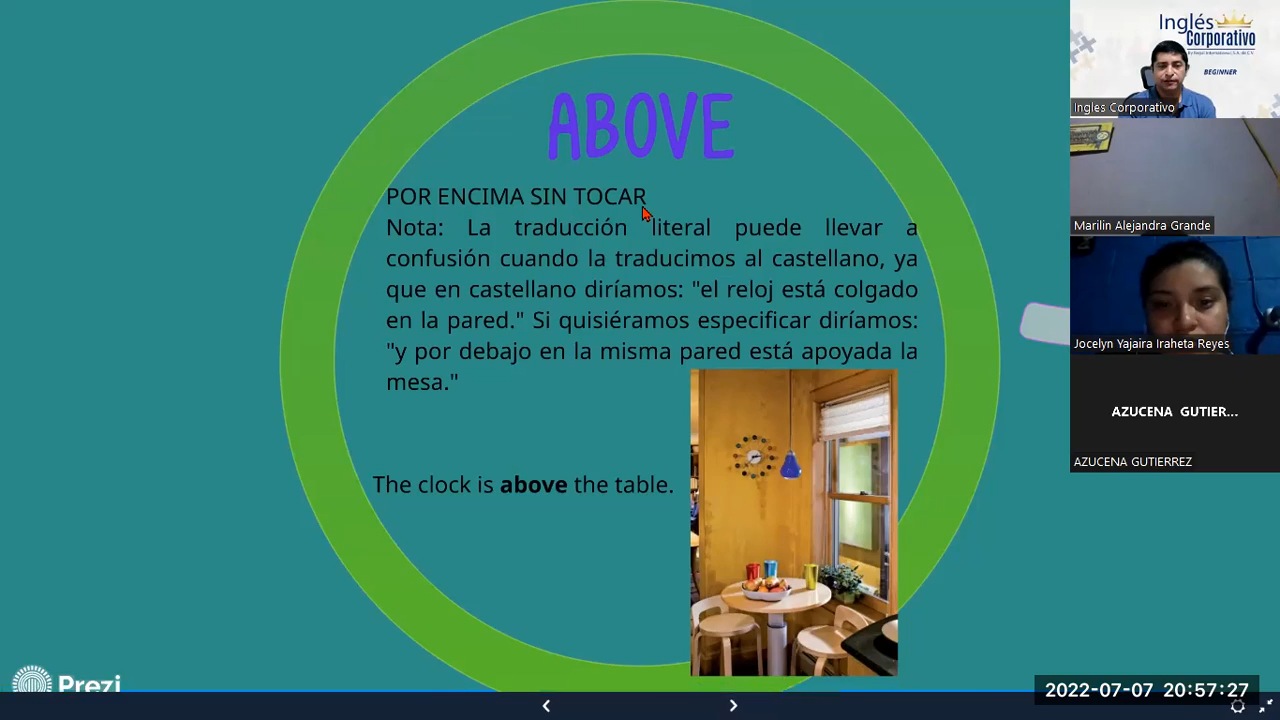 ABOVE
POR ENCIMA SIN TOCAR
Nota: La traducción literal puede llevar a
confusión cuando la traducimos al castellano, ya
que en castellano diríamos: "el reloj está colgado
en la pared." Si quisiéramos especificar diríamos:
"y por debajo en la misma pared está apoyada la
mesa."
The clock is above the table.
Prezi
Inglés
Corporativo
BEGINNER
Ingles Corporativo
Marilin Alejandra Grande
Jocelyn Yajaira Iraheta Reyes
AZUCENA GUTIER...
AZUCENA GUTIERREZ
2022-07-07 20:57:27